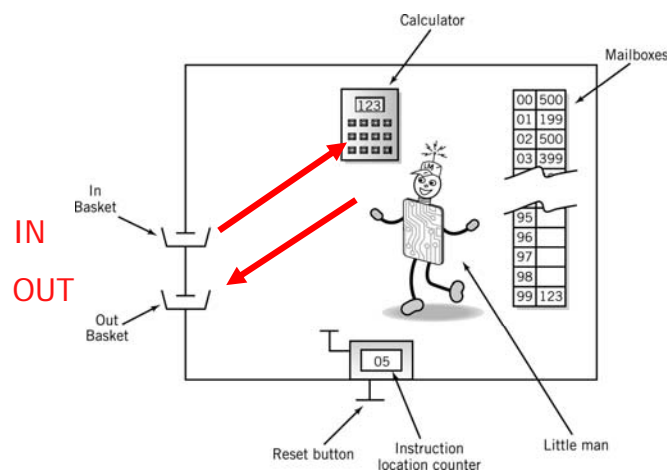 Calculator
Mailboxes
123
00 500
01 199
02 500
03 399
LM
In
Basket
IN
OUT
95
96
97
98
99 123
Out
Basket
05
Reset button
Instruction
location counter
Little man